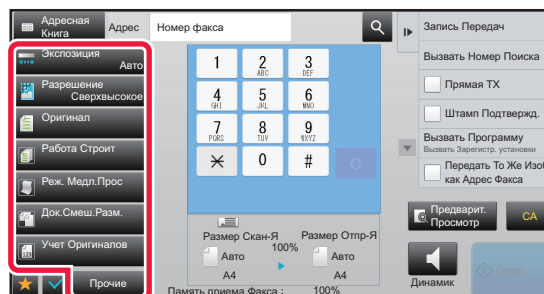 Адресная
Книга
Адрес
Номер факса
Экспозиция
Авто
Разрешение
Сверхвысокое
Оригинал
Работа Строит
Реж. Медл.Прос
Док.Смеш.Разм.
Учет Оригиналов
Прочие
1
2
ABC
3
DEF
4
GHI
5
JKL
6
MNO
7
PQRS
8
TUV
9
WXYZ
0
#
C
Размер Скан-Я
Размер Отпр-Я
100%
Авто
A4
Авто
A4
Память приема Факса :
100%
Запись Передач
Вызвать Номер Поиска
Прямая TX
Штамп Подтвержд.
Вызвать Программу
Вызвать Зарегистр. установки
Передать То Же Изоб
как Адрес Факса
Предварит.
Просмотр
CA
Динамик
Старт